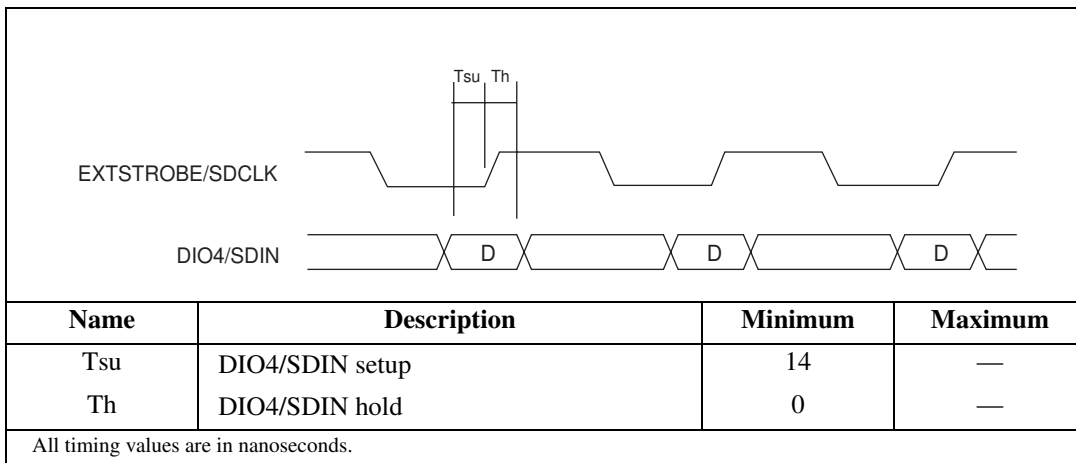 Tsu Th
EXTSTROBE/SDCLK
DIO4/SDIN D D D
Name Description Minimum Maximum
Tsu DIO4/SDIN setup 14 —
Th DIO4/SDIN hold 0 —
All timing values are in nanoseconds.